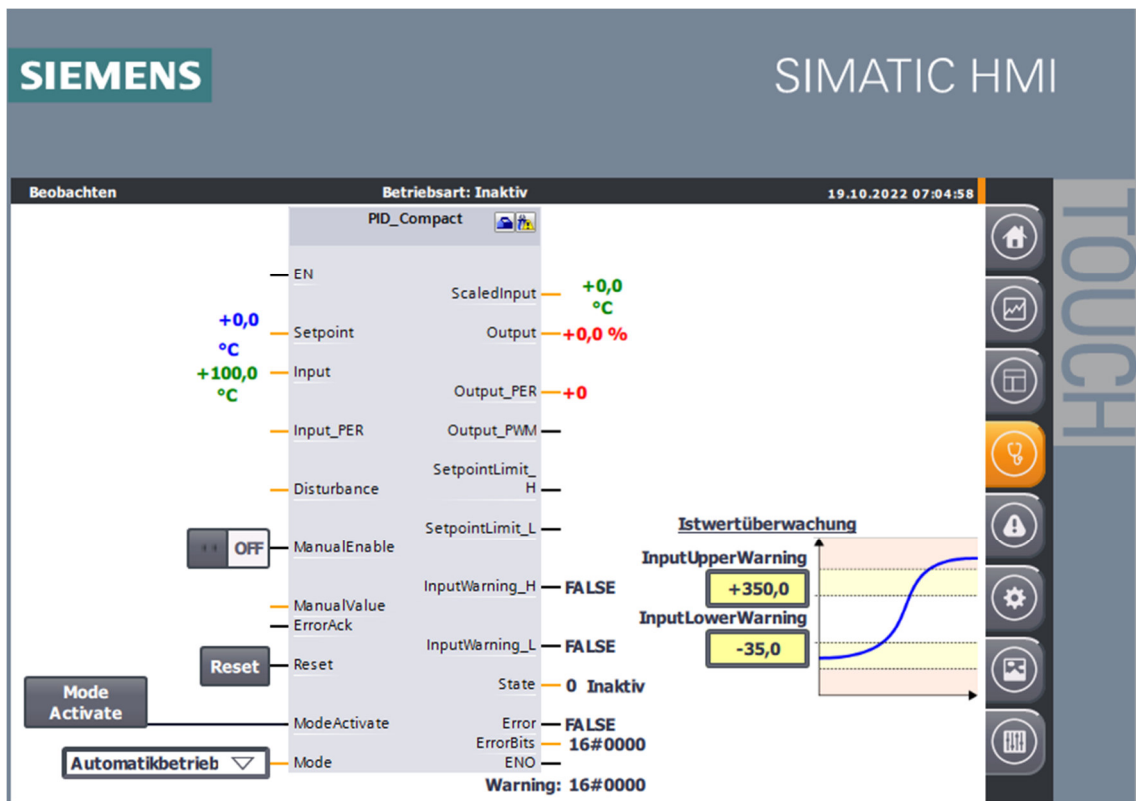 SIEMENS
SIMATIC HMI
TOUCH
Beobachten
Betriebsart: Inaktiv
19.10.2022 07:04:58
PID_Compact
EN
ScaledInput
+0,0
°C
+0,0
°C
Setpoint
Output
+0,0 %
+100,0
°C
Input
Output_PER
+0
Input_PER
Output_PWM
SetpointLimit_
H
Disturbance
SetpointLimit_L
OFF
ManualEnable
InputWarning_H
FALSE
ManualValue
ErrorAck
InputWarning_L
FALSE
Reset
Reset
State
0 Inaktiv
Mode
Activate
ModeActivate
Error
FALSE
ErrorBits
16#0000
Automatikbetrieb
Mode
ENO
Warning: 16#0000
Istwertüberwachung
InputUpperWarning
+350,0
InputLowerWarning
-35,0